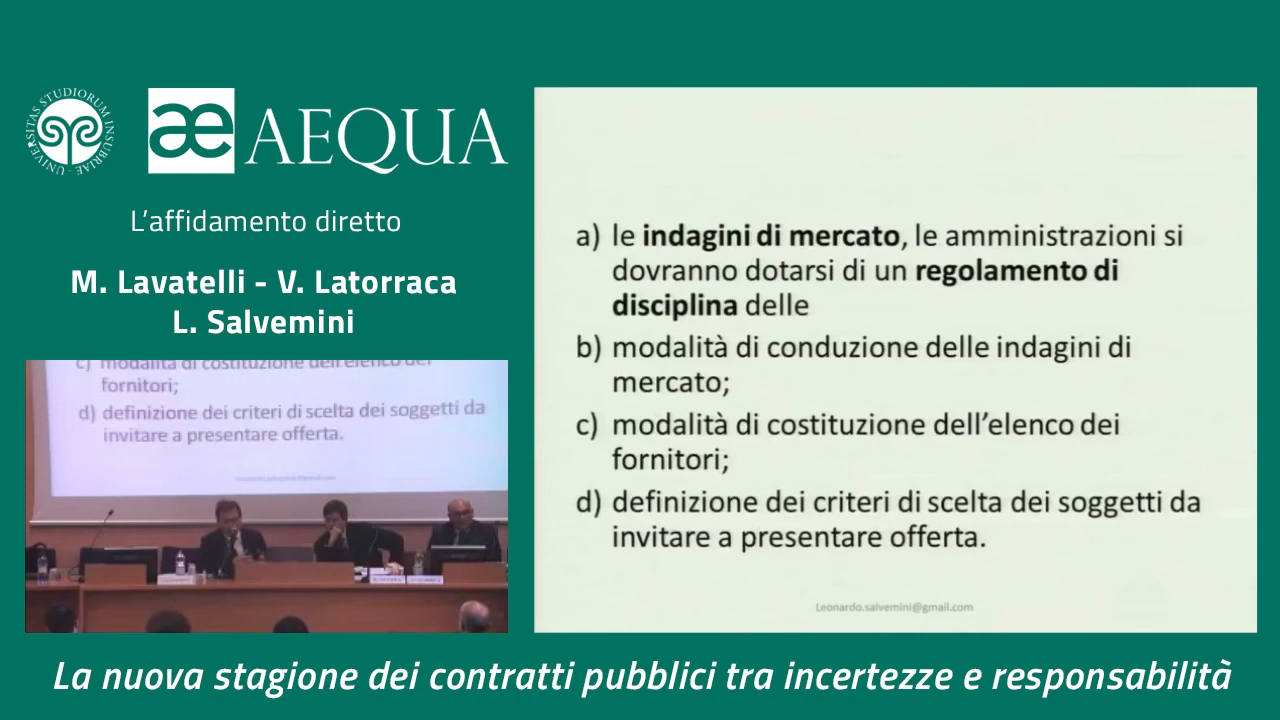 UNIVERSITAS STUDIORUM INSUBRIAE
æ AEQUA
L'affidamento diretto
M. Lavatelli - V. Latorraca
L. Salvemini
c) modalità di costituzione dell'elenco dei
fornitori;
d) definizione dei criteri di scelta dei soggetti da
invitare a presentare offerta.
a) le indagini di mercato, le amministrazioni si
dovranno dotarsi di un regolamento di
disciplina delle
b) modalità di conduzione delle indagini di
mercato;
c) modalità di costituzione dell'elenco dei
fornitori;
d) definizione dei criteri di scelta dei soggetti da
invitare a presentare offerta.
Leonardo.salvemini@gmail.com
La nuova stagione dei contratti pubblici tra incertezze e responsabilità